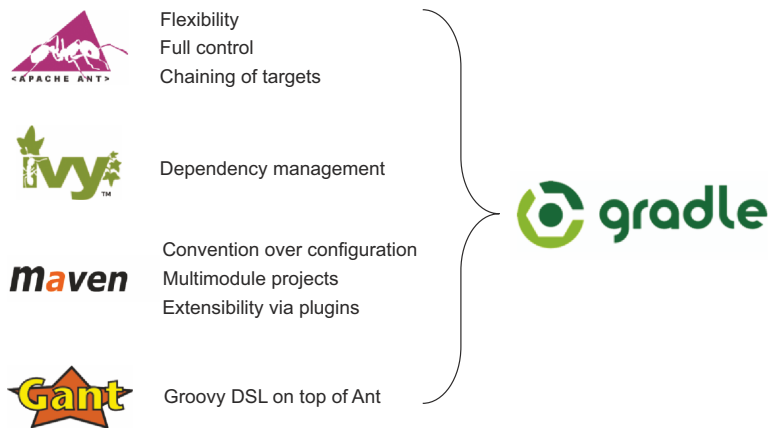 <APACHE ANT>
Flexibility
Full control
Chaining of targets
ivy
TM
Dependency management
maven
Convention over configuration
Multimodule projects
Extensibility via plugins
Gant
Groovy DSL on top of Ant
gradle